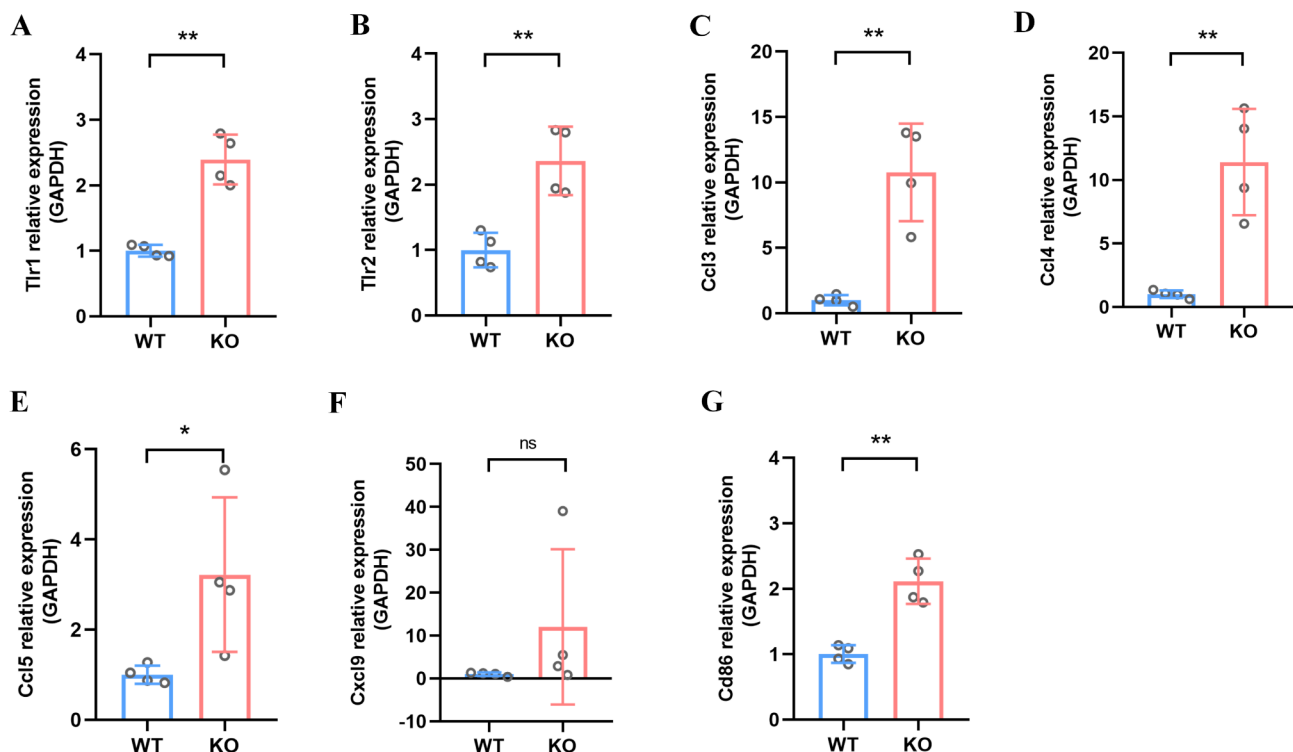 A
**
Tlr1 relative expression
(GAPDH)
4
3
2
1
0
WT KO
B
**
Tlr2 relative expression
(GAPDH)
4
3
2
1
0
WT KO
C
**
Ccl3 relative expression
(GAPDH)
20
15
10
5
0
WT KO
D
**
Ccl4 relative expression
(GAPDH)
20
15
10
5
0
WT KO
E
*
Ccl5 relative expression
(GAPDH)
6
4
2
0
WT KO
F
ns
Cxcl9 relative expression
(GAPDH)
50
40
30
20
10
0
-10
WT KO
G
**
Cd86 relative expression
(GAPDH)
4
3
2
1
0
WT KO